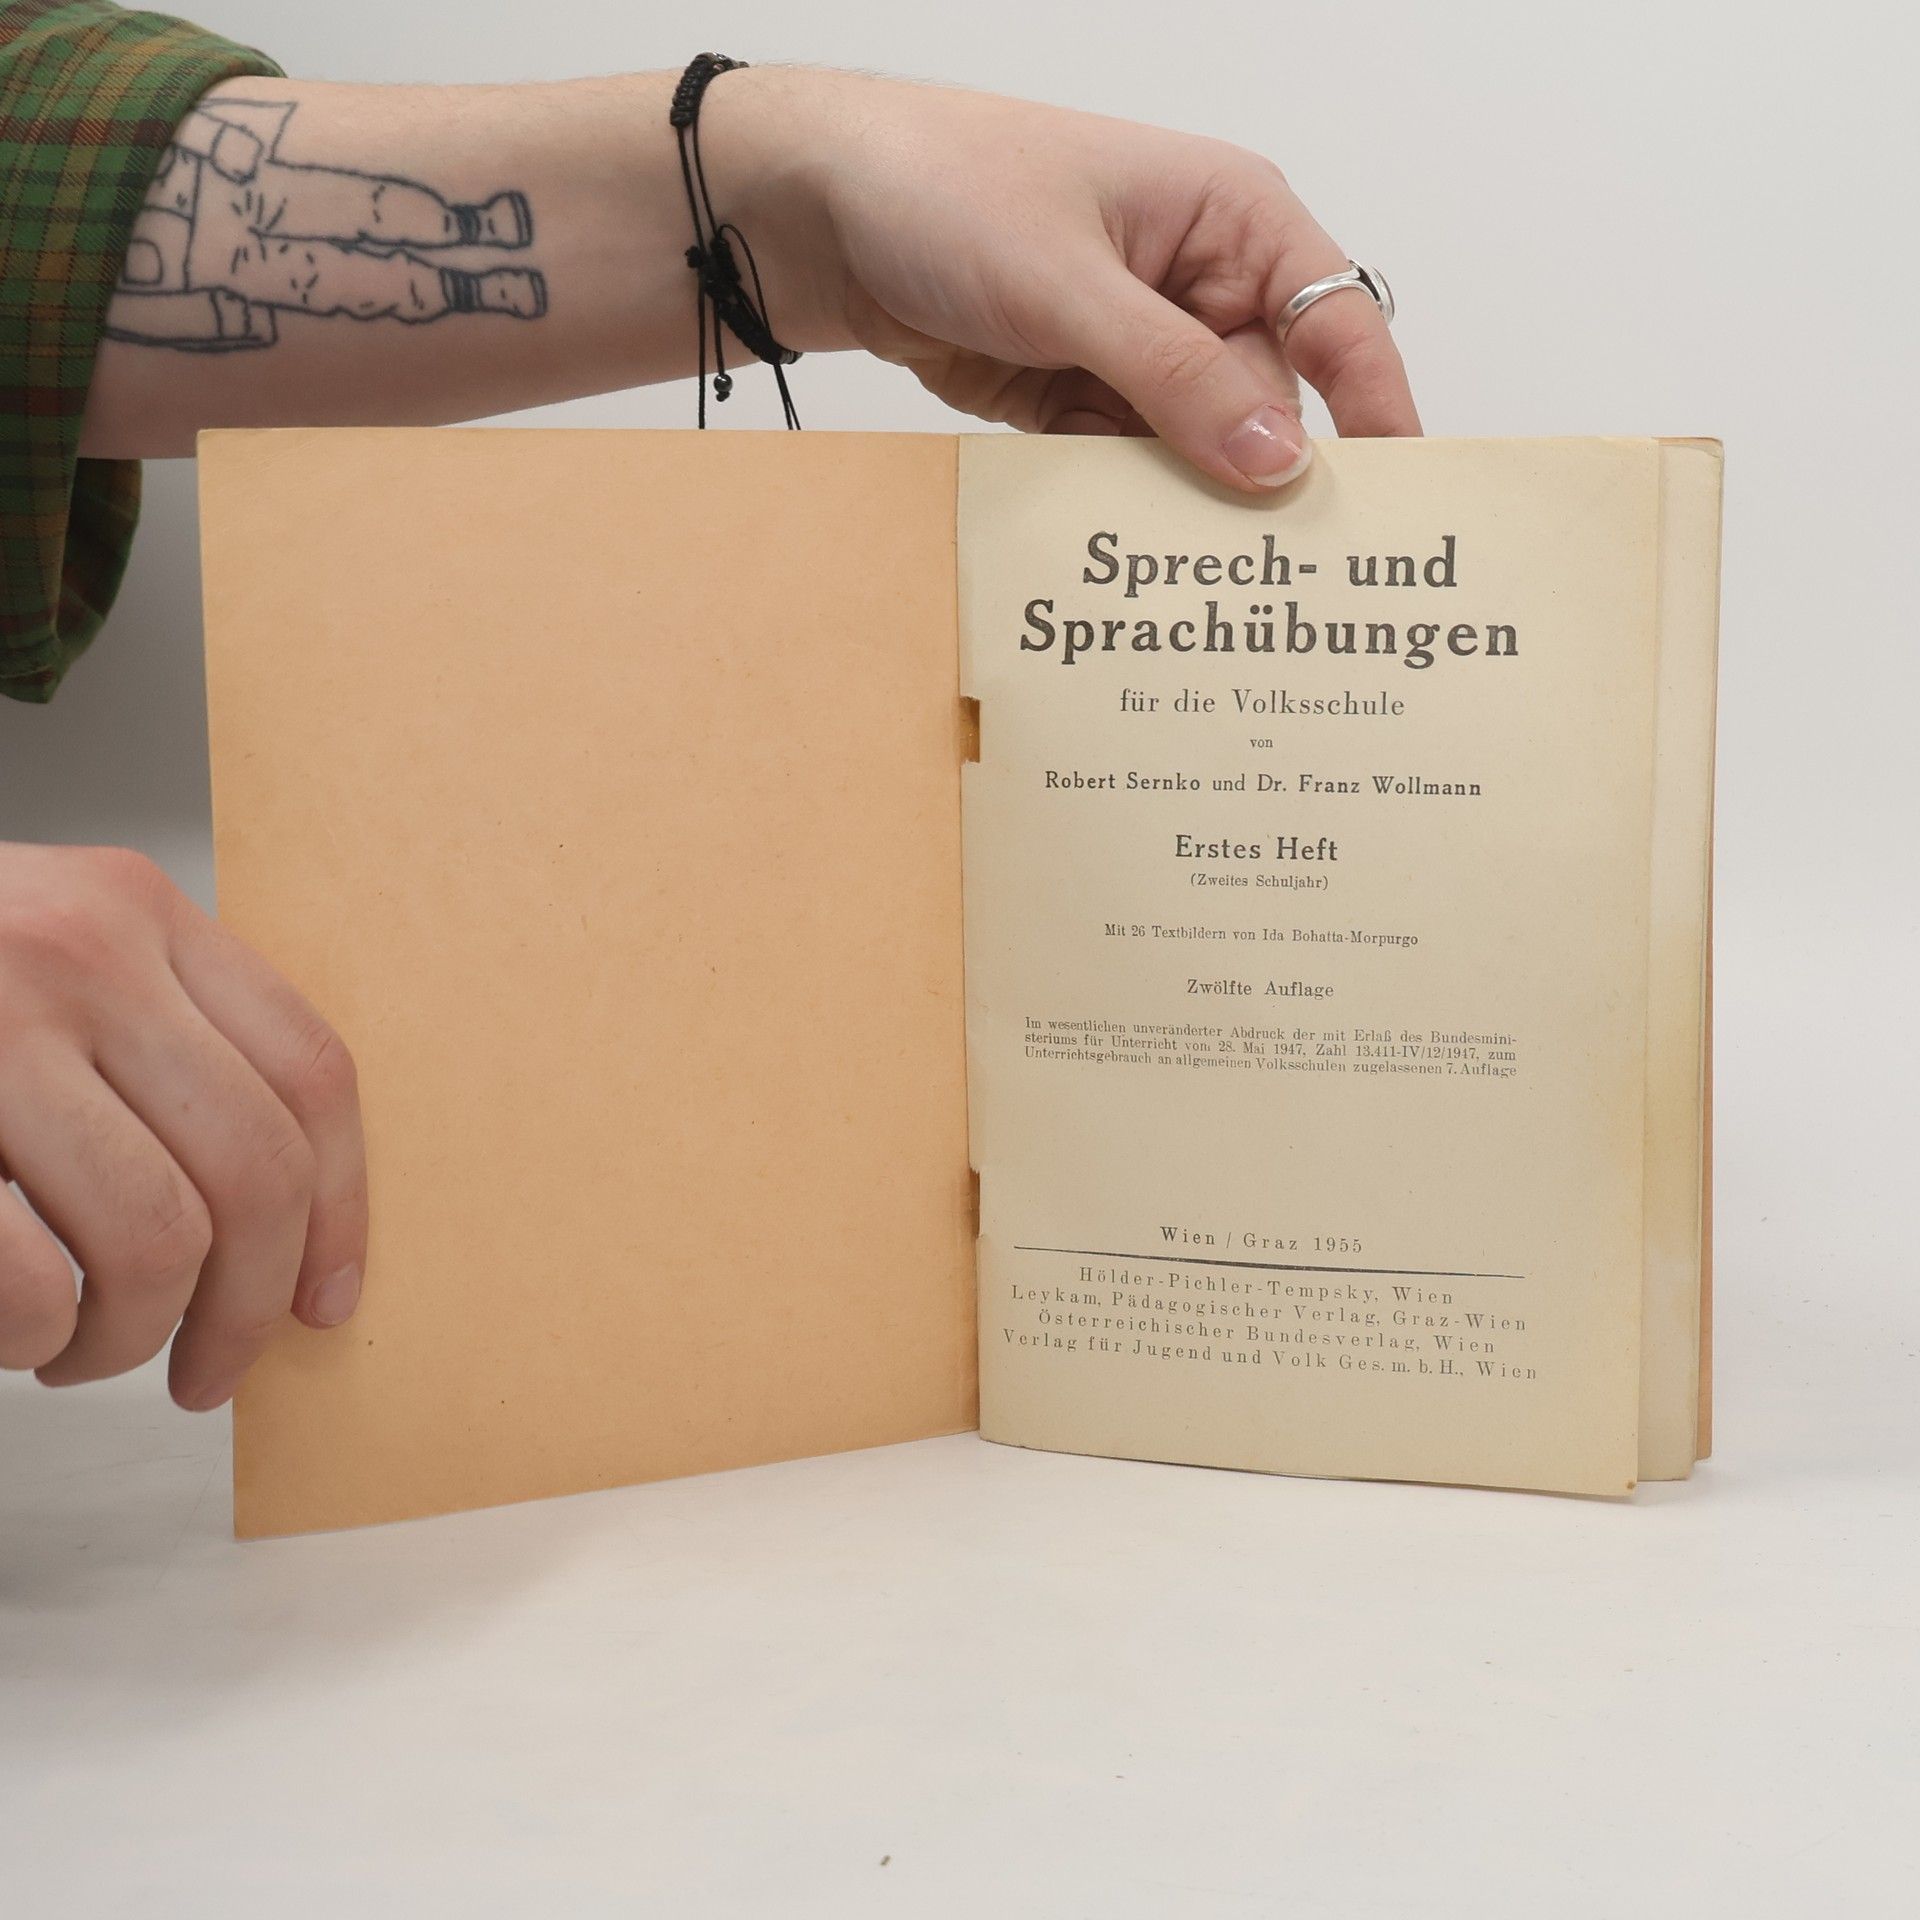 Sprech- und
Sprachübungen
für die Volksschule
von
Robert Sernko und Dr. Franz Wollmann
Erstes Heft
(Zweites Schuljahr)
Mit 26 Textbildern von Ida Bohatta-Morpurgo
Zwölfte Auflage
Im wesentlichen unveränderter Abdruck der mit Erlaß des Bundesmini-
steriums für Unterricht vom 28. Mai 1947, Zahl 13.411-IV/12/1947, zum
Unterrichtsgebrauch an allgemeinen Volksschulen zugelassenen 7. Auflage
Wien / Graz 1955
Hölder-Pichler-Tempsky, Wien
Leykam, Pädagogischer Verlag, Graz-Wien
Österreichischer Bundesverlag, Wien
Verlag für Jugend und Volk Ges. m. b. H., Wien